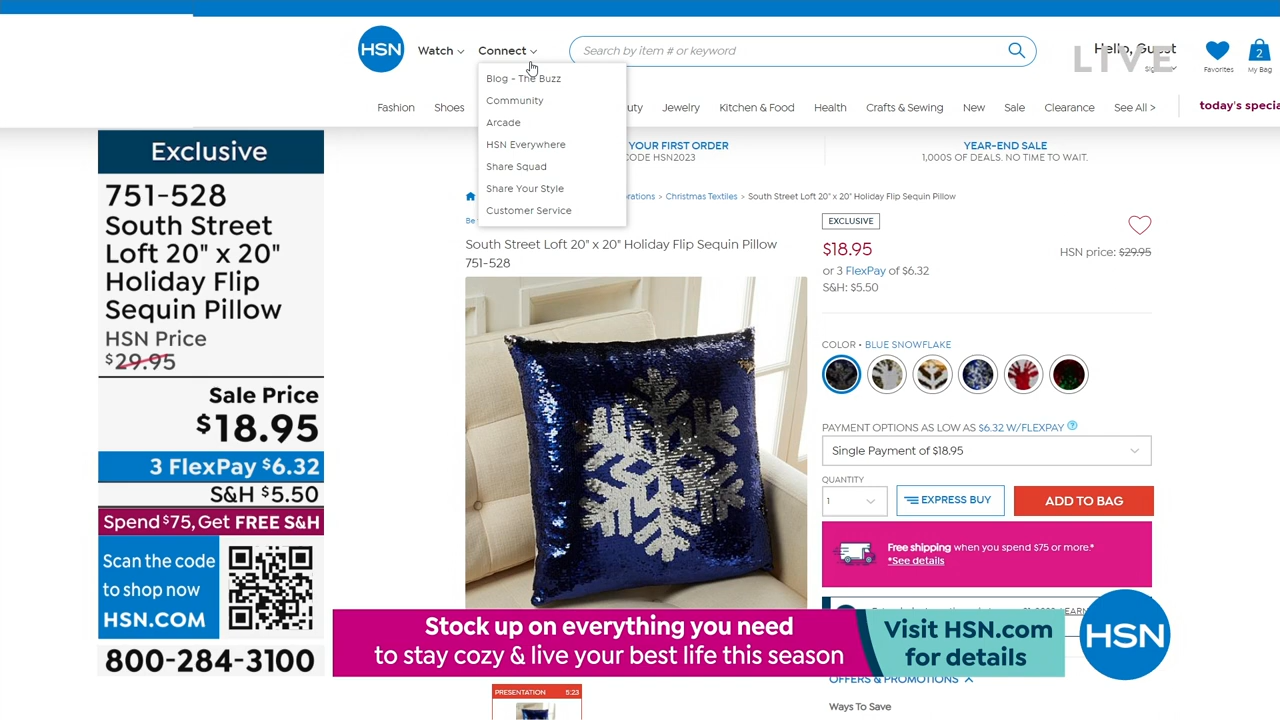 HSN
Watch
Connect
Search by item # or keyword
Hello, Guest
LIVE
Favorites
2
My Bag
Blog - The Buzz
Community
Arcade
HSN Everywhere
Share Squad
Share Your Style
Customer Service
Fashion
Shoes
uty
Jewelry
Kitchen & Food
Health
Crafts & Sewing
New
Sale
Clearance
See All >
today's specia
YOUR FIRST ORDER
CODE HSN2023
YEAR-END SALE
1,000S OF DEALS. NO TIME TO WAIT.
Exclusive
751-528
South Street
Loft 20" x 20"
Holiday Flip
Sequin Pillow
HSN Price
$29.95
Sale Price
$18.95
3 FlexPay $6.32
S&H $5.50
Spend $75, Get FREE S&H
Scan the code
to shop now
HSN.COM
800-284-3100
orations > Christmas Textiles > South Street Loft 20" x 20" Holiday Flip Sequin Pillow
South Street Loft 20" x 20" Holiday Flip Sequin Pillow
751-528
EXCLUSIVE
$18.95
HSN price: $29.95
or 3 FlexPay of $6.32
S&H: $5.50
COLOR • BLUE SNOWFLAKE
PAYMENT OPTIONS AS LOW AS $6.32 W/FLEXPAY
Single Payment of $18.95
QUANTITY
1
EXPRESS BUY
ADD TO BAG
Free shipping when you spend $75 or more.*
*See details
Stock up on everything you need
to stay cozy & live your best life this season
Visit HSN.com
for details
HSN
OFFERS & PROMOTIONS
Ways To Save
PRESENTATION 5:23